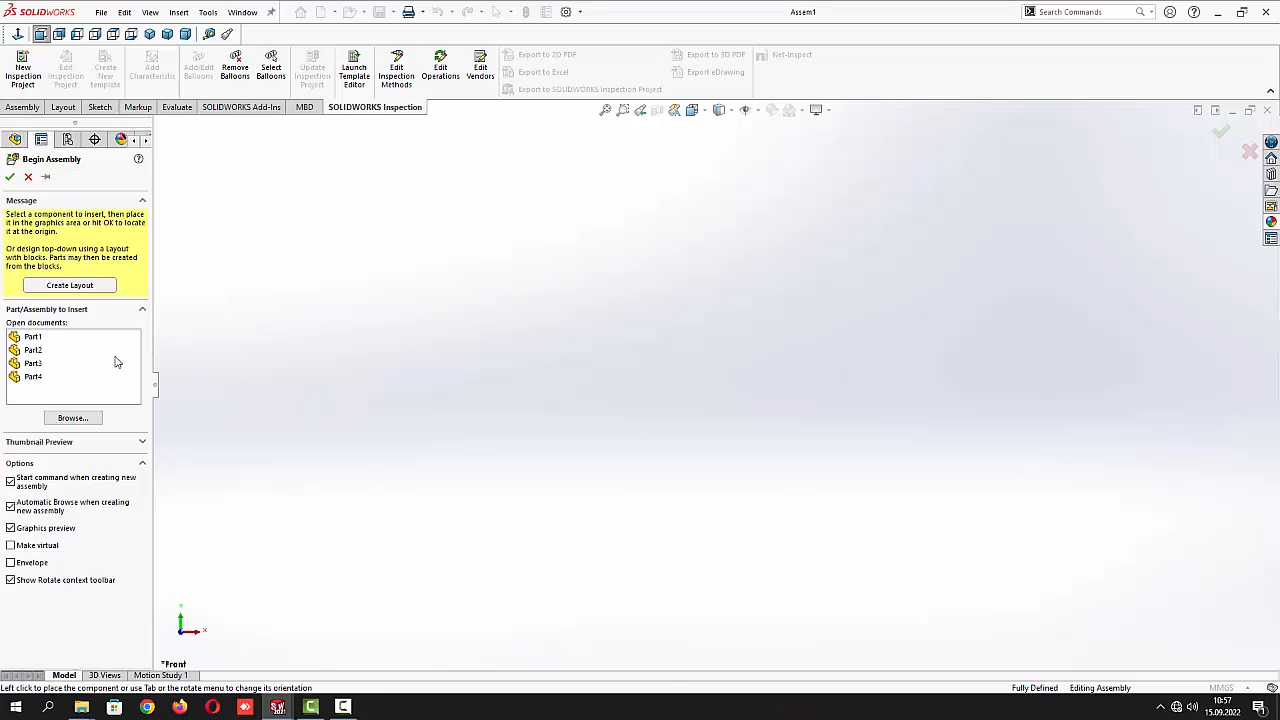 SOLIDWORKS
File Edit View Insert Tools Window
Assem1
Search Commands
New Inspection Project
Edit Inspection Project
Create New template
Add Characteristic
Add/Edit Balloons
Remove Balloons
Select Balloons
Update Inspection Project
Launch Template Editor
Edit Inspection Methods
Edit Operations
Edit Vendors
Export to 2D PDF
Export to Excel
Export to SOLIDWORKS Inspection Project
Export to 3D PDF
Export eDrawing
Net-Inspect
Assembly Layout Sketch Markup Evaluate SOLIDWORKS Add-Ins MBD SOLIDWORKS Inspection
Begin Assembly
Message
Select a component to insert, then place
it in the graphics area or hit OK to locate
it at the origin.
Or design top-down using a Layout
with blocks. Parts may then be created
from the blocks.
Create Layout
Part/Assembly to Insert
Open documents:
Part1
Part2
Part3
Part4
Browse...
Thumbnail Preview
Options
Start command when creating new
assembly
Automatic Browse when creating
new assembly
Graphics preview
Make virtual
Envelope
Show Rotate context toolbar
Y
X
*Front
Model 3D Views Motion Study 1
Left click to place the component or use Tab or the rotate menu to change its orientation
Fully Defined Editing Assembly MMGS
10:57
15.09.2022